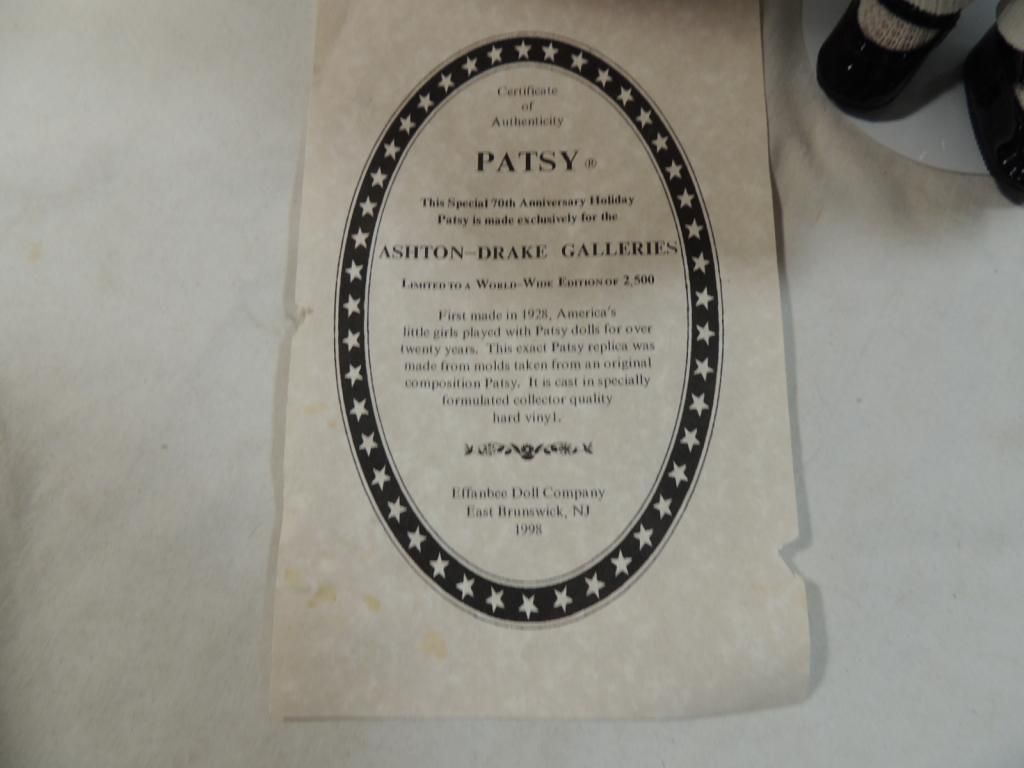 Certificate
of
Authenticity
PATSY ®
This Special 70th Anniversary Holiday
Patsy is made exclusively for the
ASHTON-DRAKE GALLERIES
LIMITED TO A WORLD-WIDE EDITION OF 2,500
First made in 1928, America's
little girls played with Patsy dolls for over
twenty years. This exact Patsy replica was
made from molds taken from an original
composition Patsy. It is cast in specially
formulated collector quality
hard vinyl.
Effanbee Doll Company
East Brunswick, NJ
1998